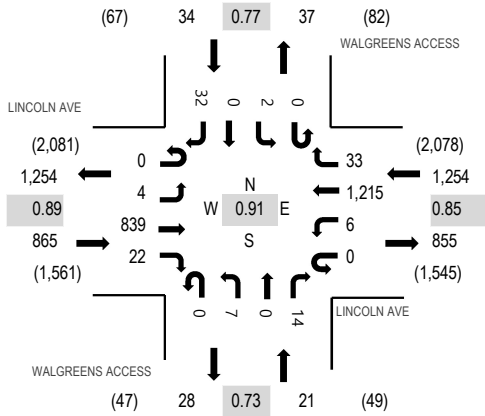 (67) 34 0.77 37 (82)
WALGREENS ACCESS
32 0 2 0
LINCOLN AVE
(2,081) (2,078)
0 33
1,254 1,254
4 N 1,215
0.89 W 0.91 E 0.85
839 6
865 S 855
22 0
(1,561) (1,545)
0 7 0 14
LINCOLN AVE
WALGREENS ACCESS
(47) 28 0.73 21 (49)